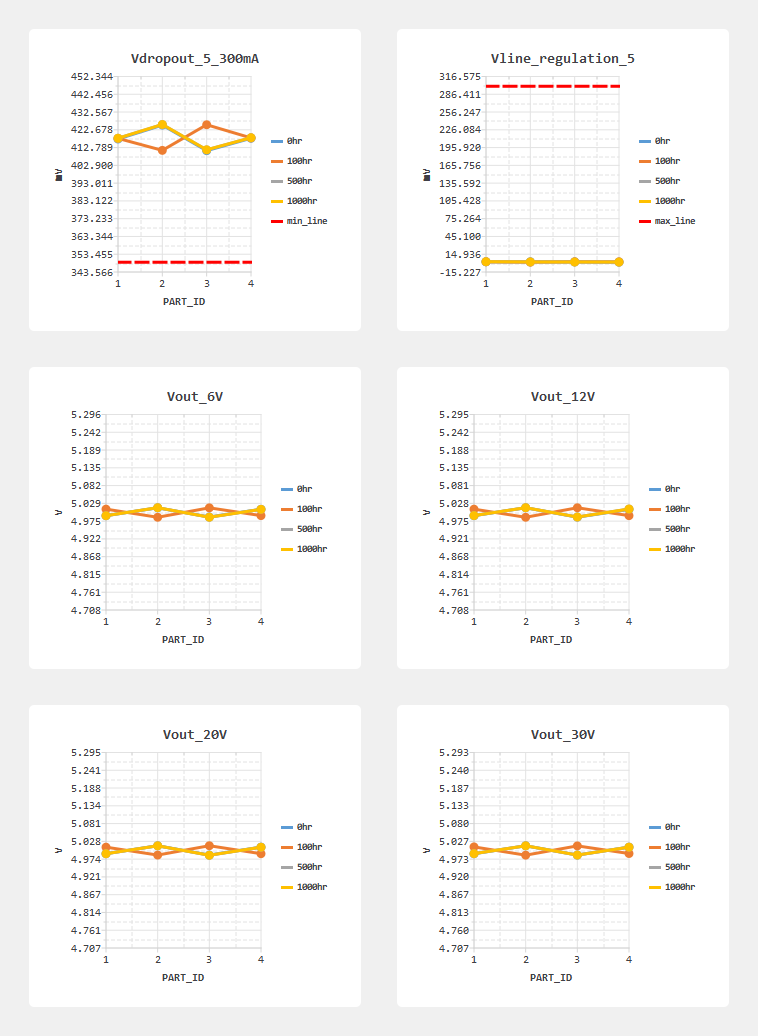 Vdropout_5_300mA
452.344
442.456
432.567
422.678
412.789
402.900
393.011
383.122
373.233
363.344
353.455
343.566
mV
1 2 3 4
PART_ID
0hr
100hr
500hr
1000hr
min_line
Vline_regulation_5
316.575
286.411
256.247
226.084
195.920
165.756
135.592
105.428
75.264
45.100
14.936
-15.227
mV
1 2 3 4
PART_ID
0hr
100hr
500hr
1000hr
max_line
Vout_6V
5.296
5.242
5.189
5.135
5.082
5.029
4.975
4.922
4.868
4.815
4.761
4.708
V
1 2 3 4
PART_ID
0hr
100hr
500hr
1000hr
Vout_12V
5.295
5.242
5.188
5.135
5.081
5.028
4.975
4.921
4.868
4.814
4.761
4.708
V
1 2 3 4
PART_ID
0hr
100hr
500hr
1000hr
Vout_20V
5.295
5.241
5.188
5.134
5.081
5.028
4.974
4.921
4.867
4.814
4.761
4.707
V
1 2 3 4
PART_ID
0hr
100hr
500hr
1000hr
Vout_30V
5.293
5.240
5.187
5.133
5.080
5.027
4.973
4.920
4.867
4.813
4.760
4.707
V
1 2 3 4
PART_ID
0hr
100hr
500hr
1000hr